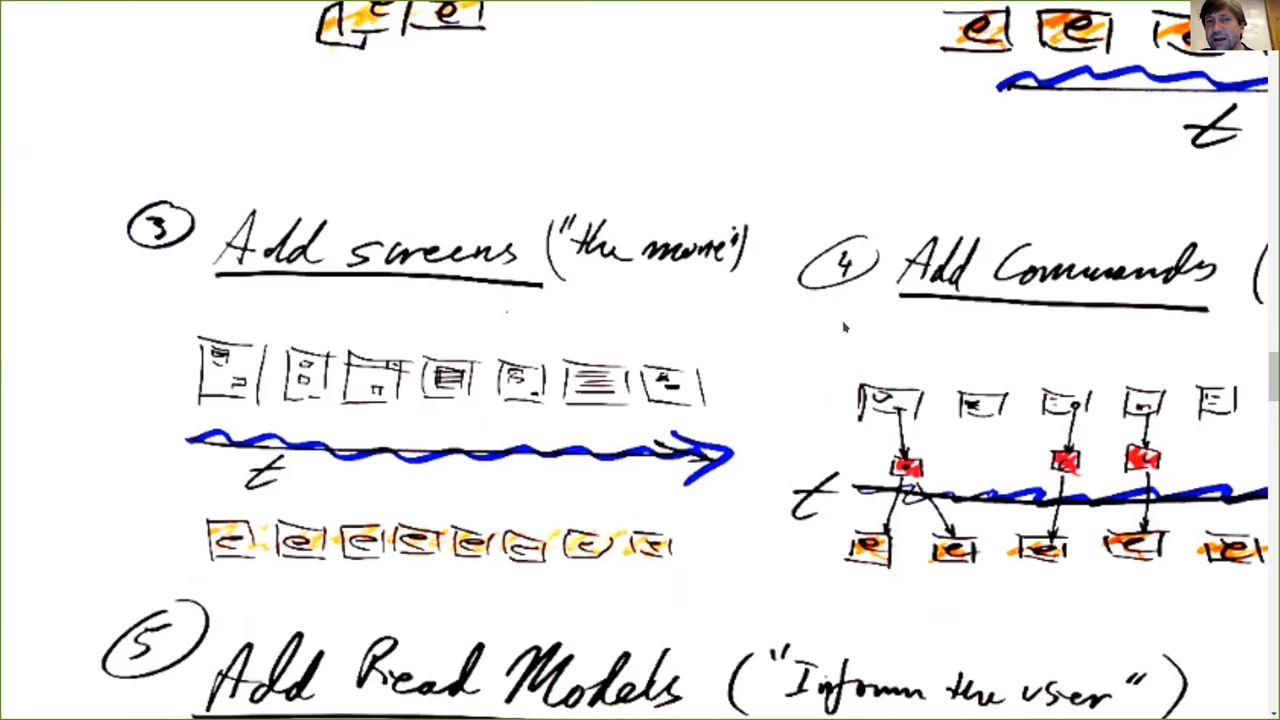 e e
e e e
t
③ Add screens ("the movie")
④ Add Commands (
t
e e e e e e e e
t
e e e e e
⑤ Add Read Models ("Inform the user")